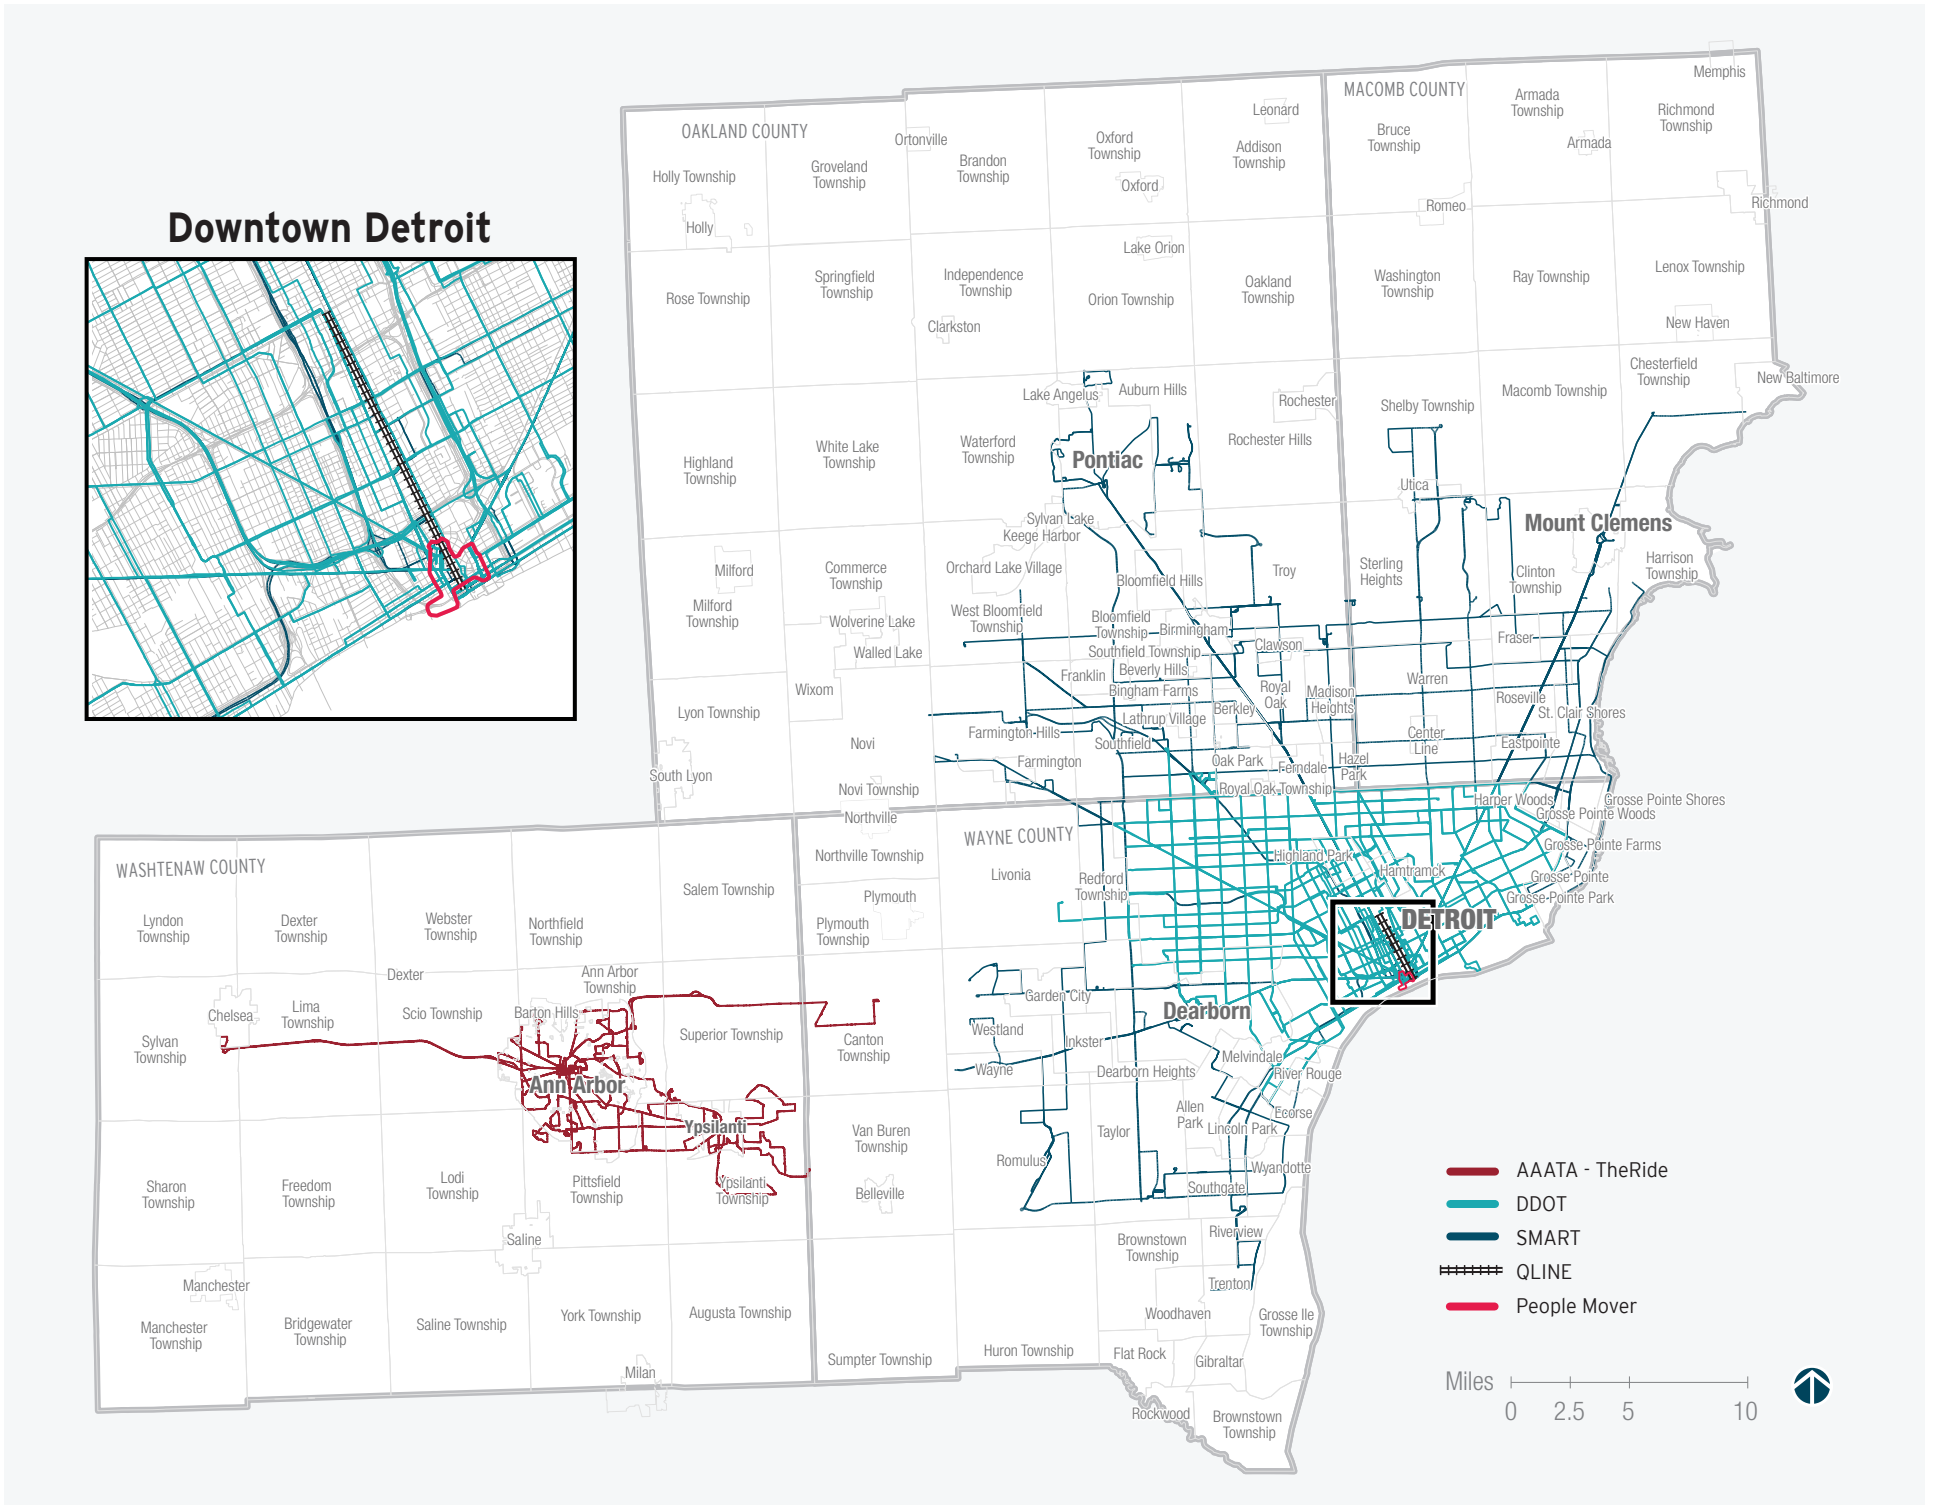 Downtown Detroit
OAKLAND COUNTY
MACOMB COUNTY
Memphis
Leonard
Armada
Township
Richmond
Township
Ortonville
Oxford
Township
Addison
Township
Bruce
Township
Armada
Holly Township
Groveland
Township
Brandon
Township
Oxford
Holly
Romeo
Richmond
Lake Orion
Rose Township
Springfield
Township
Independence
Township
Orion Township
Oakland
Township
Washington
Township
Ray Township
Lenox Township
Clarkston
New Haven
Lake Angelus
Auburn Hills
Rochester
Shelby Township
Macomb Township
Chesterfield
Township
New Baltimore
Highland
Township
White Lake
Township
Waterford
Township
Pontiac
Rochester Hills
Utica
Sylvan Lake
Keege Harbor
Mount Clemens
Harrison
Township
Milford
Commerce
Township
Orchard Lake Village
Bloomfield Hills
Troy
Sterling
Heights
Clinton
Township
Milford
Township
Wolverine Lake
Walled Lake
West Bloomfield
Township
Bloomfield
Township
Birmingham
Southfield Township
Clawson
Fraser
Wixom
Franklin
Beverly Hills
Bingham Farms
Royal
Oak
Madison
Heights
Warren
Roseville
St. Clair Shores
Lyon Township
Lathrup Village
Berkley
Novi
Farmington Hills
Southfield
Center
Line
Eastpointe
South Lyon
Farmington
Oak Park
Ferndale
Hazel
Park
Novi Township
Royal Oak Township
Harper Woods
Grosse Pointe Shores
Grosse Pointe Woods
Northville
WAYNE COUNTY
WASHTENAW COUNTY
Northville Township
Highland Park
Grosse Pointe Farms
Livonia
Redford
Township
Hamtramck
Grosse Pointe
Grosse Pointe Park
Salem Township
Plymouth
Plymouth
Township
DETROIT
Lyndon
Township
Dexter
Township
Webster
Township
Northfield
Township
Dexter
Ann Arbor
Township
Garden City
Dearborn
Chelsea
Lima
Township
Scio Township
Barton Hills
Superior Township
Canton
Township
Westland
Inkster
Sylvan
Township
Wayne
Dearborn Heights
Melvindale
River Rouge
Ann Arbor
Ypsilanti
Van Buren
Township
Taylor
Allen
Park
Lincoln Park
Ecorse
Romulus
Wyandotte
Southgate
Sharon
Township
Freedom
Township
Lodi
Township
Pittsfield
Township
Ypsilanti
Township
Belleville
Saline
Brownstown
Township
Riverview
Trenton
Manchester
Woodhaven
Grosse Ile
Township
Manchester
Township
Bridgewater
Township
Saline Township
York Township
Augusta Township
Sumpter Township
Huron Township
Flat Rock
Gibraltar
Milan
Rockwood
Brownstown
Township
AAATA - TheRide
DDOT
SMART
QLINE
People Mover
Miles
0 2.5 5 10